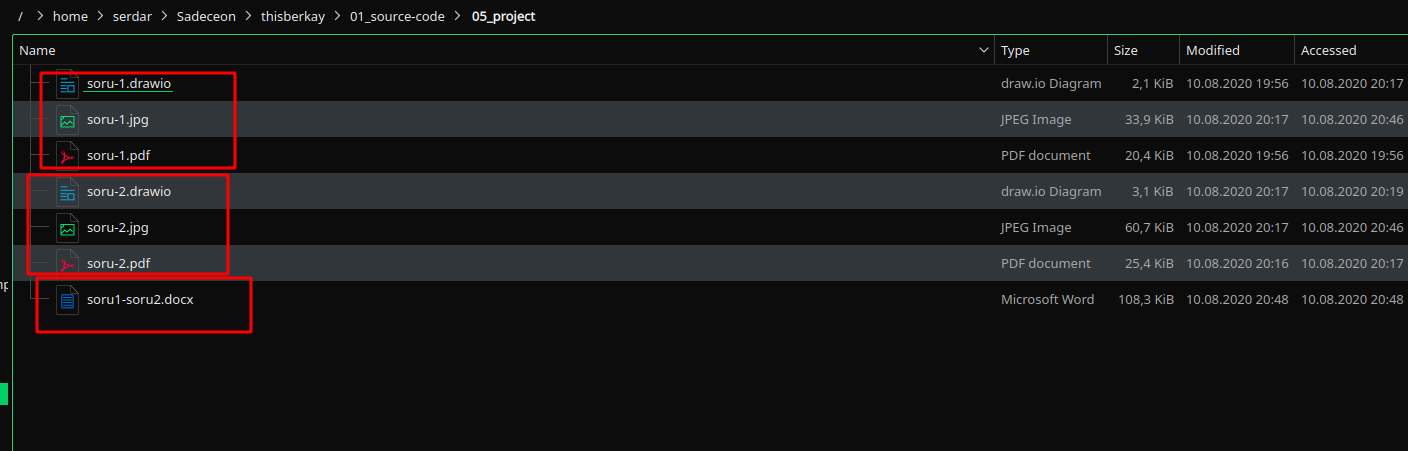 / > home > serdar > Sadeceon > thisberkay > 01_source-code > 05_project
Name Type Size Modified Accessed
soru-1.drawio draw.io Diagram 2,1 KiB 10.08.2020 19:56 10.08.2020 20:17
soru-1.jpg JPEG Image 33,9 KiB 10.08.2020 20:17 10.08.2020 20:46
soru-1.pdf PDF document 20,4 KiB 10.08.2020 19:56 10.08.2020 19:56
soru-2.drawio draw.io Diagram 3,1 KiB 10.08.2020 20:17 10.08.2020 20:19
soru-2.jpg JPEG Image 60,7 KiB 10.08.2020 20:17 10.08.2020 20:46
soru-2.pdf PDF document 25,4 KiB 10.08.2020 20:16 10.08.2020 20:17
soru1-soru2.docx Microsoft Word 108,3 KiB 10.08.2020 20:48 10.08.2020 20:48